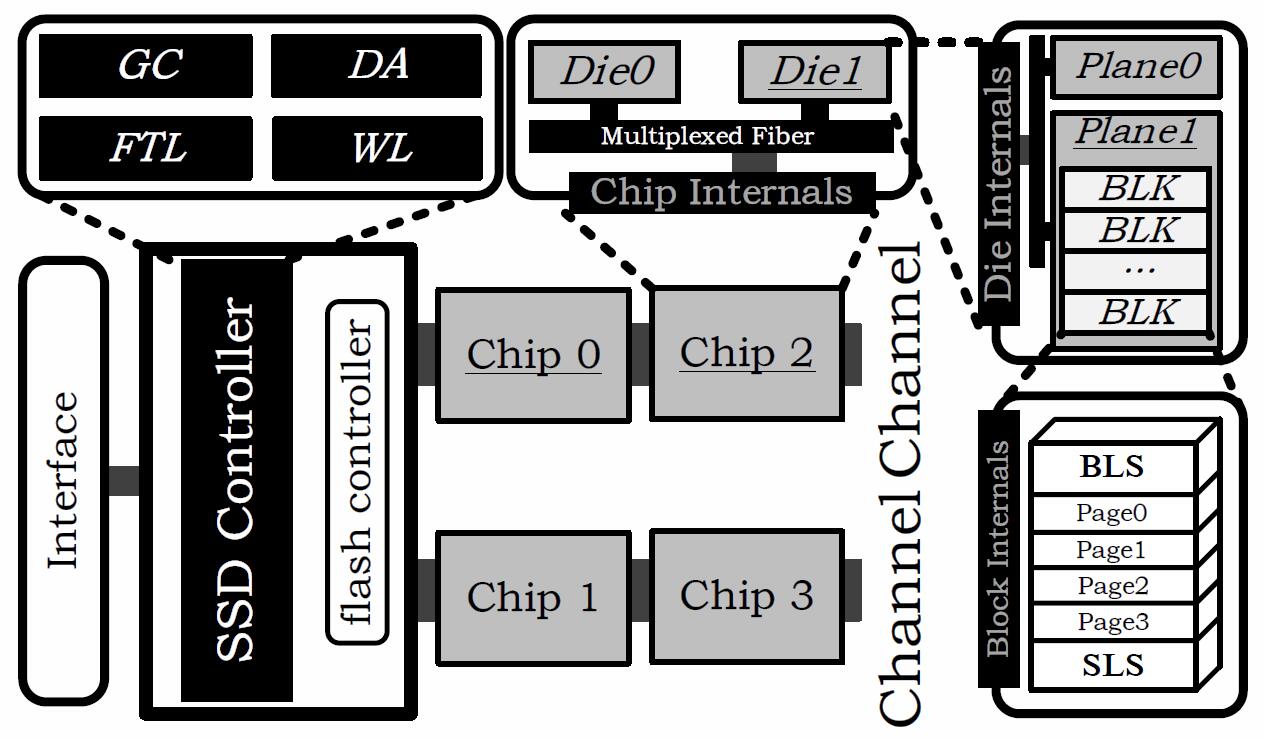 GC
DA
FTL
WL
Die0
Die1
Multiplexed Fiber
Chip Internals
Die Internals
Plane0
Plane1
BLK
BLK
...
BLK
Interface
SSD Controller
flash controller
Chip 0
Chip 2
Chip 1
Chip 3
Channel Channel
Block Internals
BLS
Page0
Page1
Page2
Page3
SLS